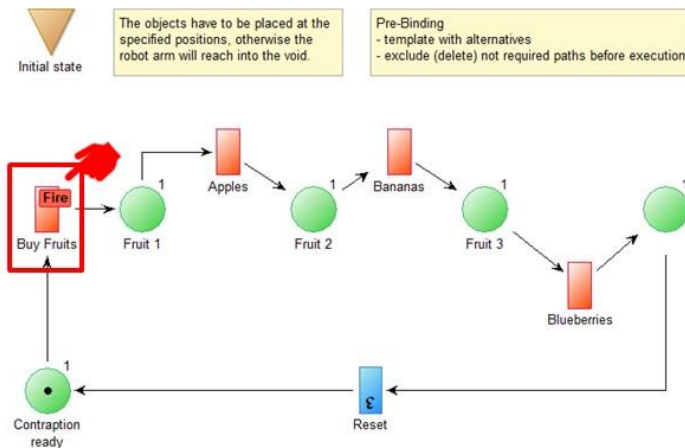 Initial state
The objects have to be placed at the
specified positions, otherwise the
robot arm will reach into the void.
Pre-Binding
- template with alternatives
- exclude (delete) not required paths before execution
Fire
Buy Fruits
1
Fruit 1
Apples
1
Fruit 2
Bananas
1
Fruit 3
Blueberries
1
1
Contraption
ready
ε
Reset